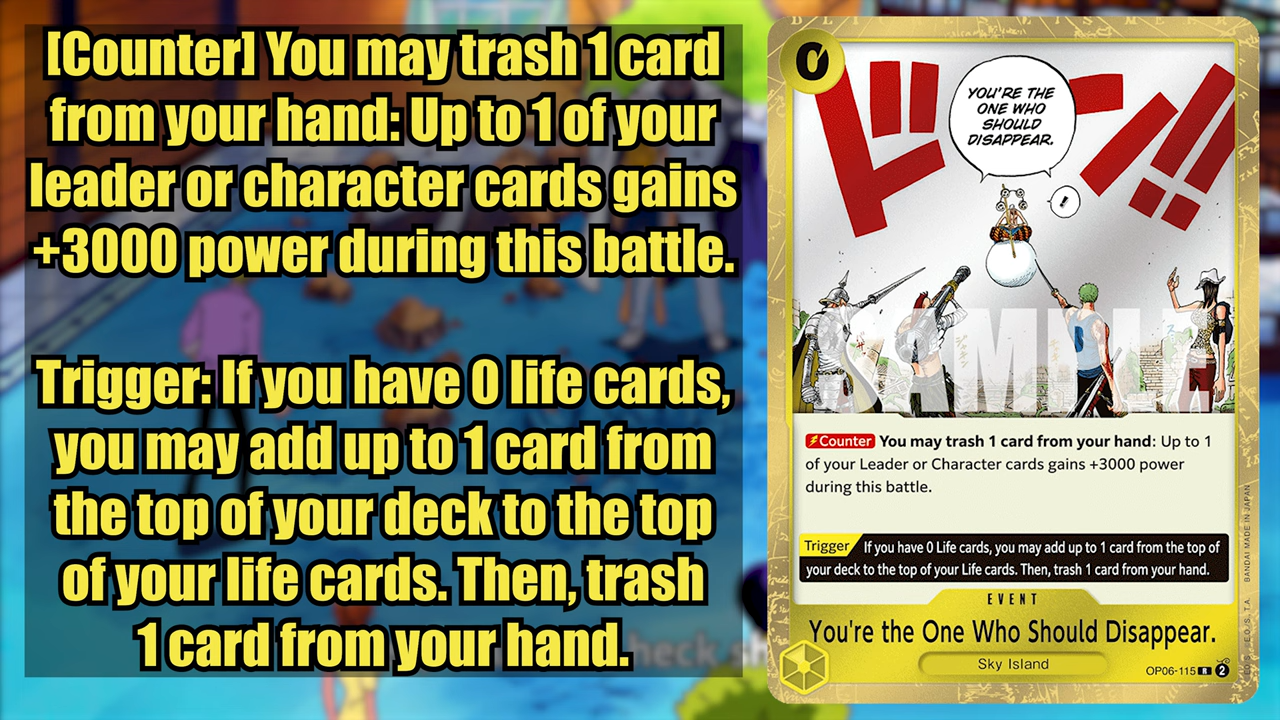 [Counter] You may trash 1 card
from your hand: Up to 1 of your
leader or character cards gains
+3000 power during this battle.
Trigger: If you have 0 life cards,
you may add up to 1 card from
the top of your deck to the top
of your life cards. Then, trash
1 card from your hand.
0
ドン!!
YOU'RE THE
ONE WHO
SHOULD
DISAPPEAR.
!
SAMPLE
Counter You may trash 1 card from your hand: Up to 1
of your Leader or Character cards gains +3000 power
during this battle.
Trigger If you have 0 Life cards, you may add up to 1 card from the top of
your deck to the top of your Life cards. Then, trash 1 card from your hand.
EVENT
You're the One Who Should Disappear.
Sky Island
OP06-115 R 2
BANDAI MADE IN JAPAN